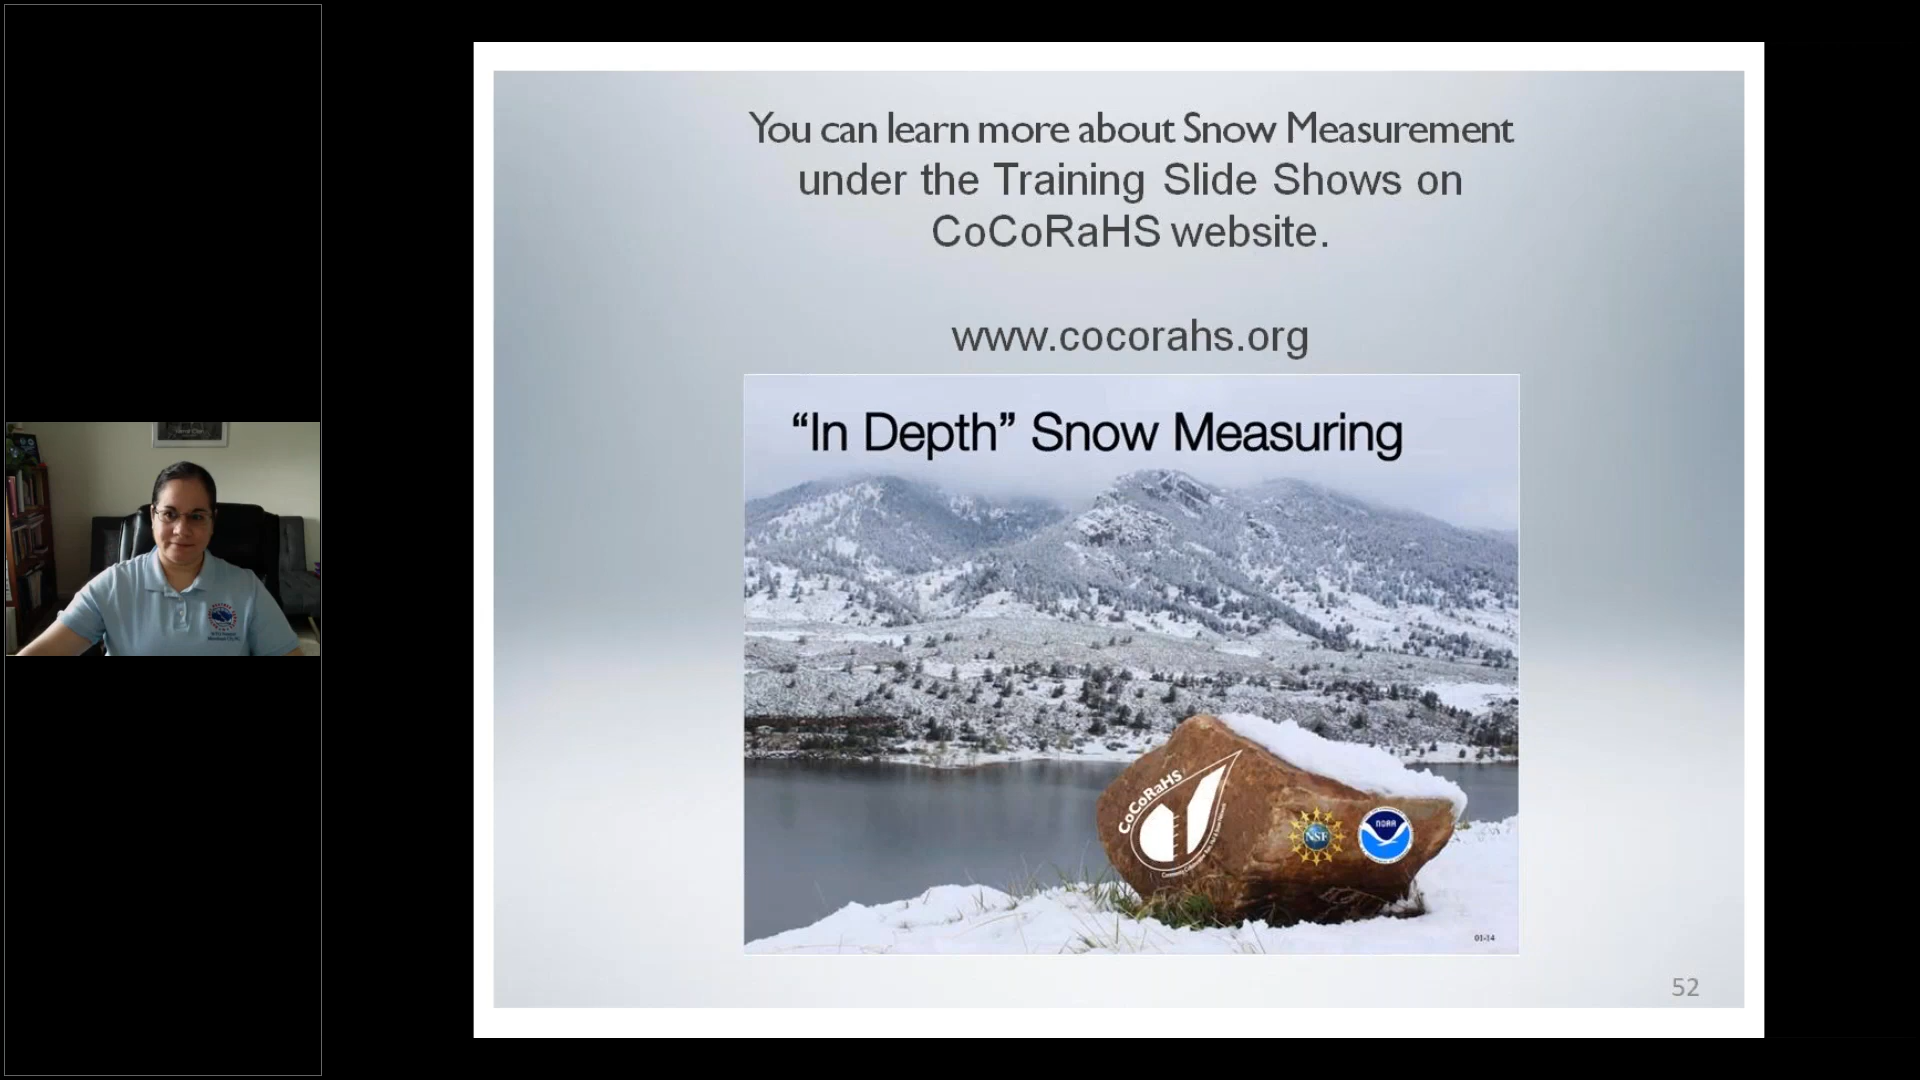 You can learn more about Snow Measurement
under the Training Slide Shows on
CoCoRaHS website.
www.cocorahs.org
“In Depth” Snow Measuring
CoCoRaHS
NSF
NOAA
01-14
52